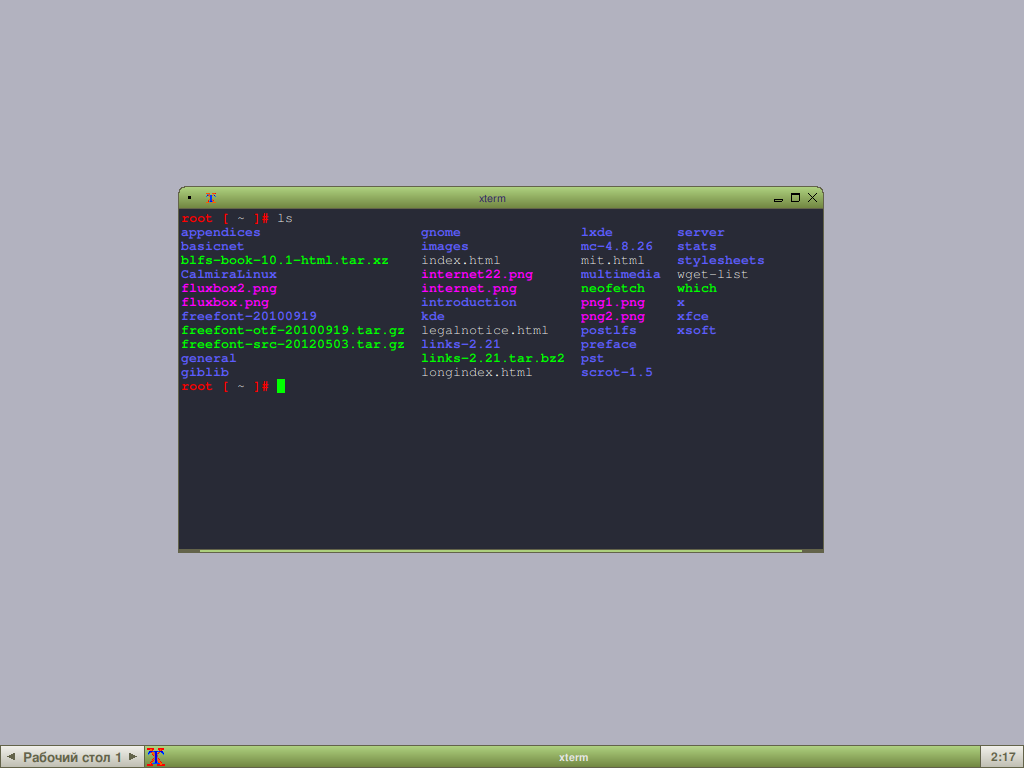 xterm
root [ ~ ]# ls
appendices gnome lxde server
basicnet images mc-4.8.26 stats
blfs-book-10.1-html.tar.xz index.html mit.html stylesheets
CalmiraLinux internet22.png multimedia wget-list
fluxbox2.png internet.png neofetch which
fluxbox.png introduction png1.png x
freefont-20100919 kde png2.png xfce
freefont-otf-20100919.tar.gz legalnotice.html postlfs xsoft
freefont-src-20120503.tar.gz links-2.21 preface
general links-2.21.tar.bz2 pst
giblib longindex.html scrot-1.5
root [ ~ ]#
Рабочий стол 1 xterm 2:17